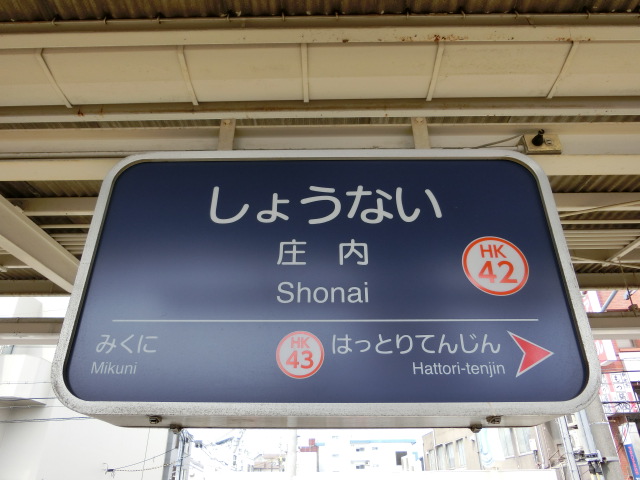 しょうない
庄内
Shonai
HK
42
みくに
Mikuni
HK
43
はっとりてんじん
Hattori-tenjin